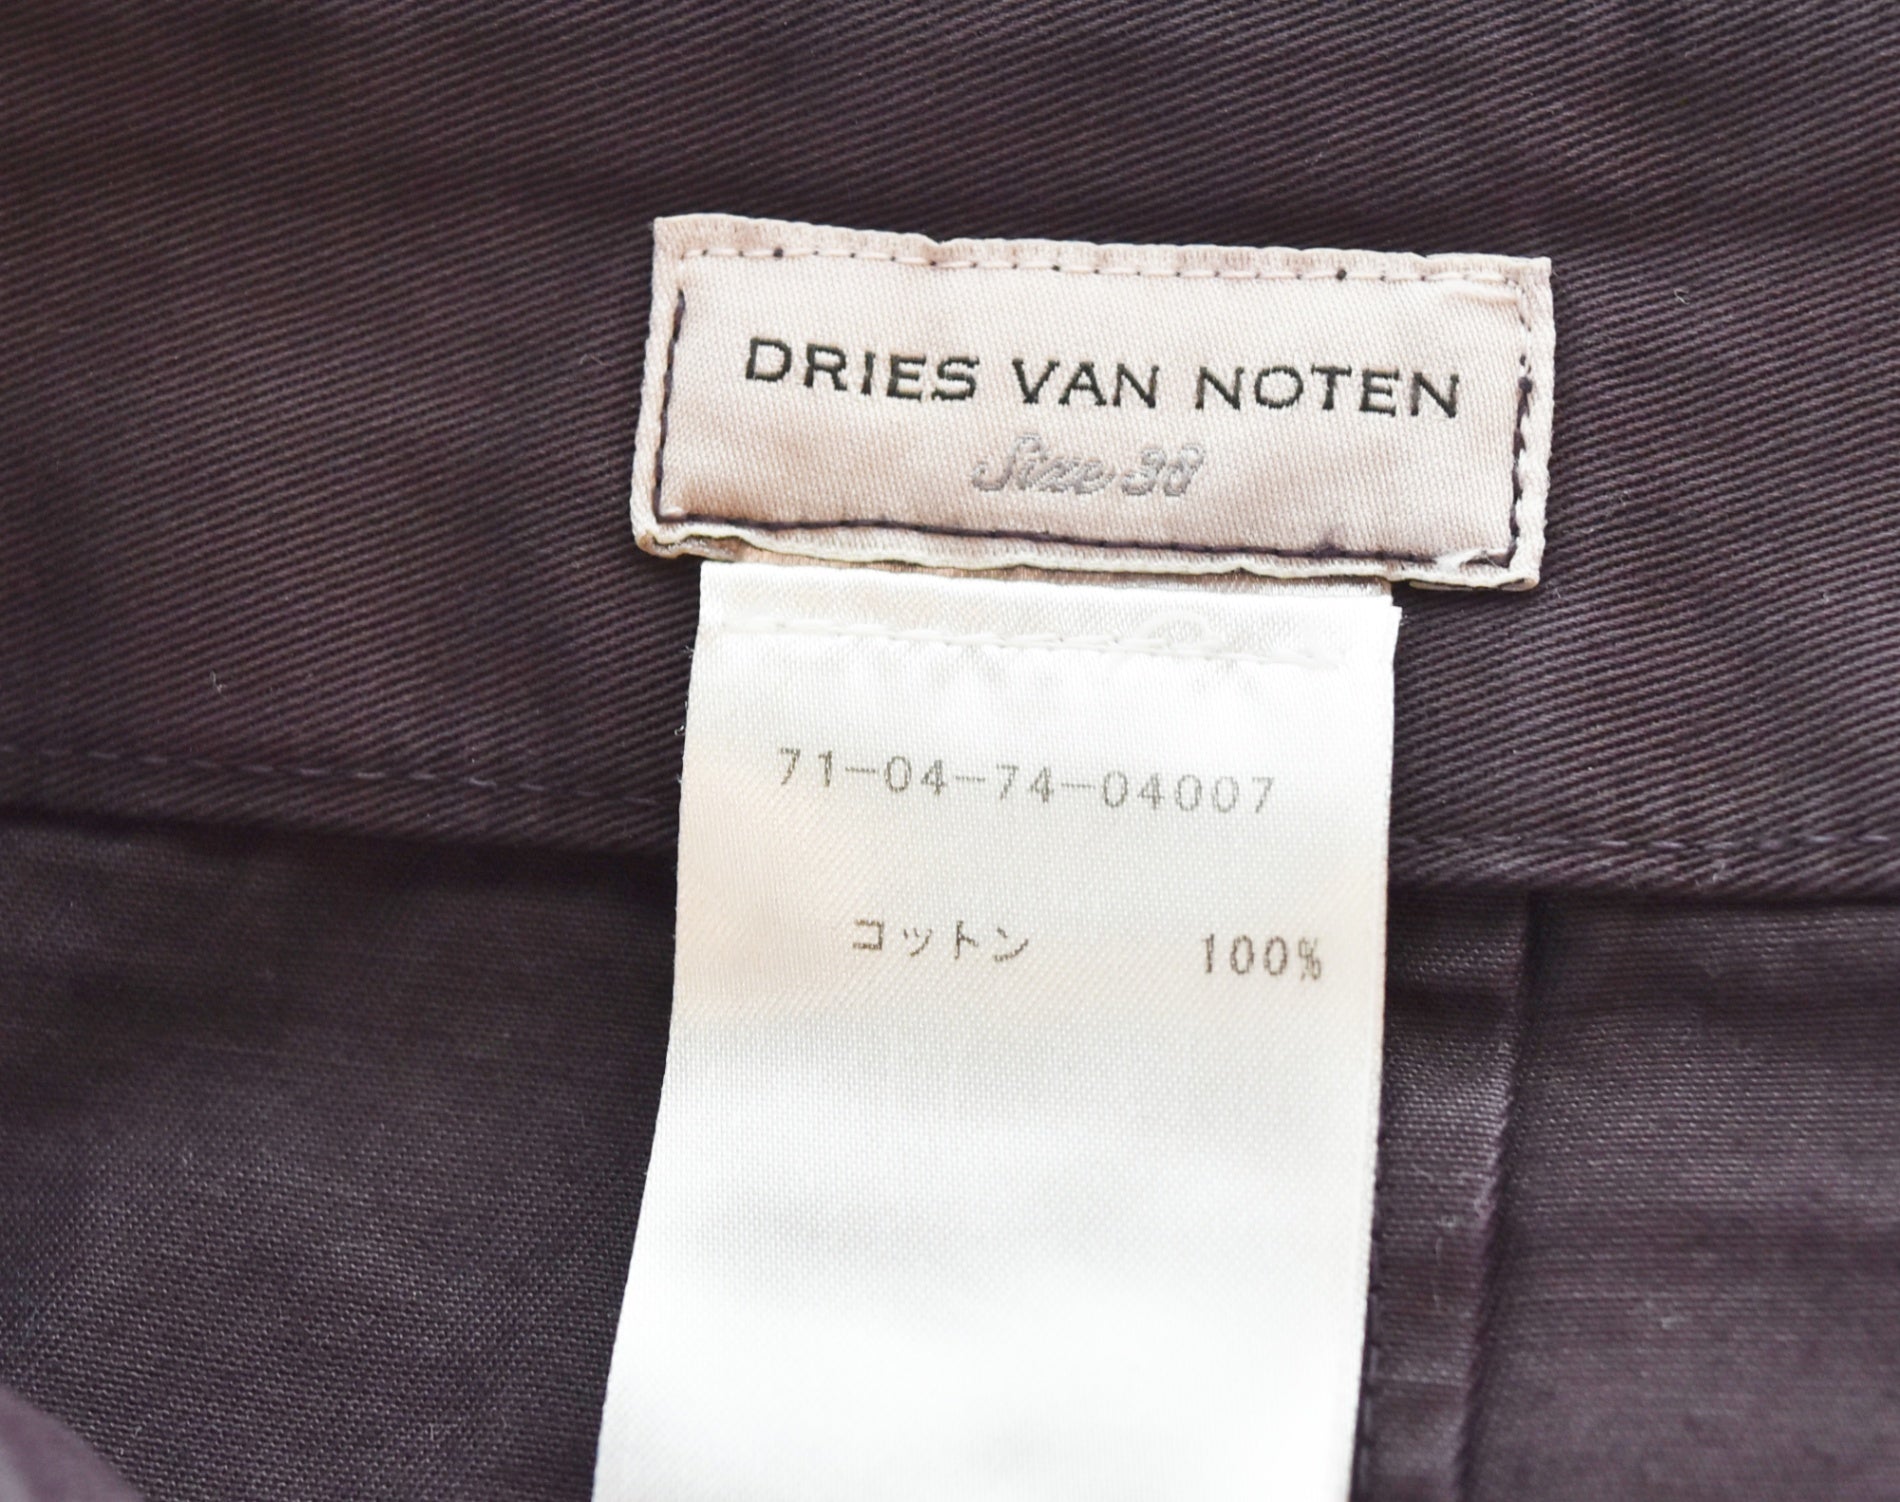 DRIES VAN NOTEN
Size 38
71-04-74-04007
コットン 100%